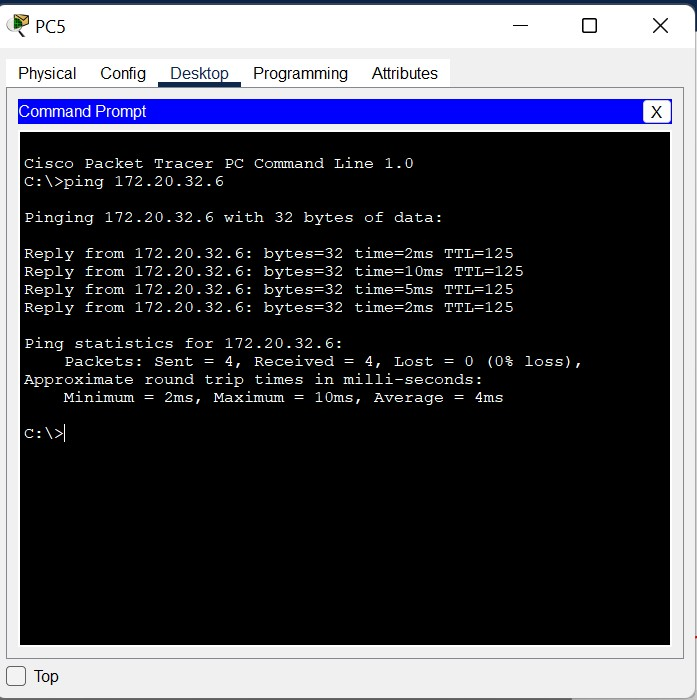 PC5
Physical Config Desktop Programming Attributes
Command Prompt X
Cisco Packet Tracer PC Command Line 1.0
C:\>ping 172.20.32.6
Pinging 172.20.32.6 with 32 bytes of data:
Reply from 172.20.32.6: bytes=32 time=2ms TTL=125
Reply from 172.20.32.6: bytes=32 time=10ms TTL=125
Reply from 172.20.32.6: bytes=32 time=5ms TTL=125
Reply from 172.20.32.6: bytes=32 time=2ms TTL=125
Ping statistics for 172.20.32.6:
    Packets: Sent = 4, Received = 4, Lost = 0 (0% loss),
Approximate round trip times in milli-seconds:
    Minimum = 2ms, Maximum = 10ms, Average = 4ms
C:\>
Top